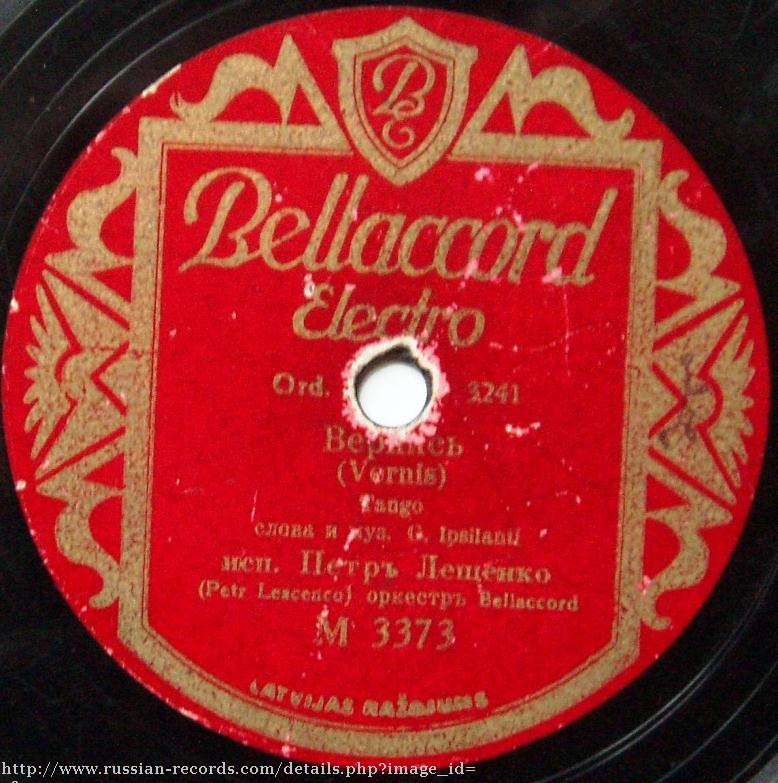 BE
Bellaccord
Electro
Ord. 3241
Вернись
(Vernis)
Tango
слова и муз. G. Ipsilanti
исп. Петръ Лещенко
(Petr Lescenco) оркестръ Bellaccord
M 3373
LATVIJAS RAŽOJUMS
http://www.russian-records.com/details.php?image_id=